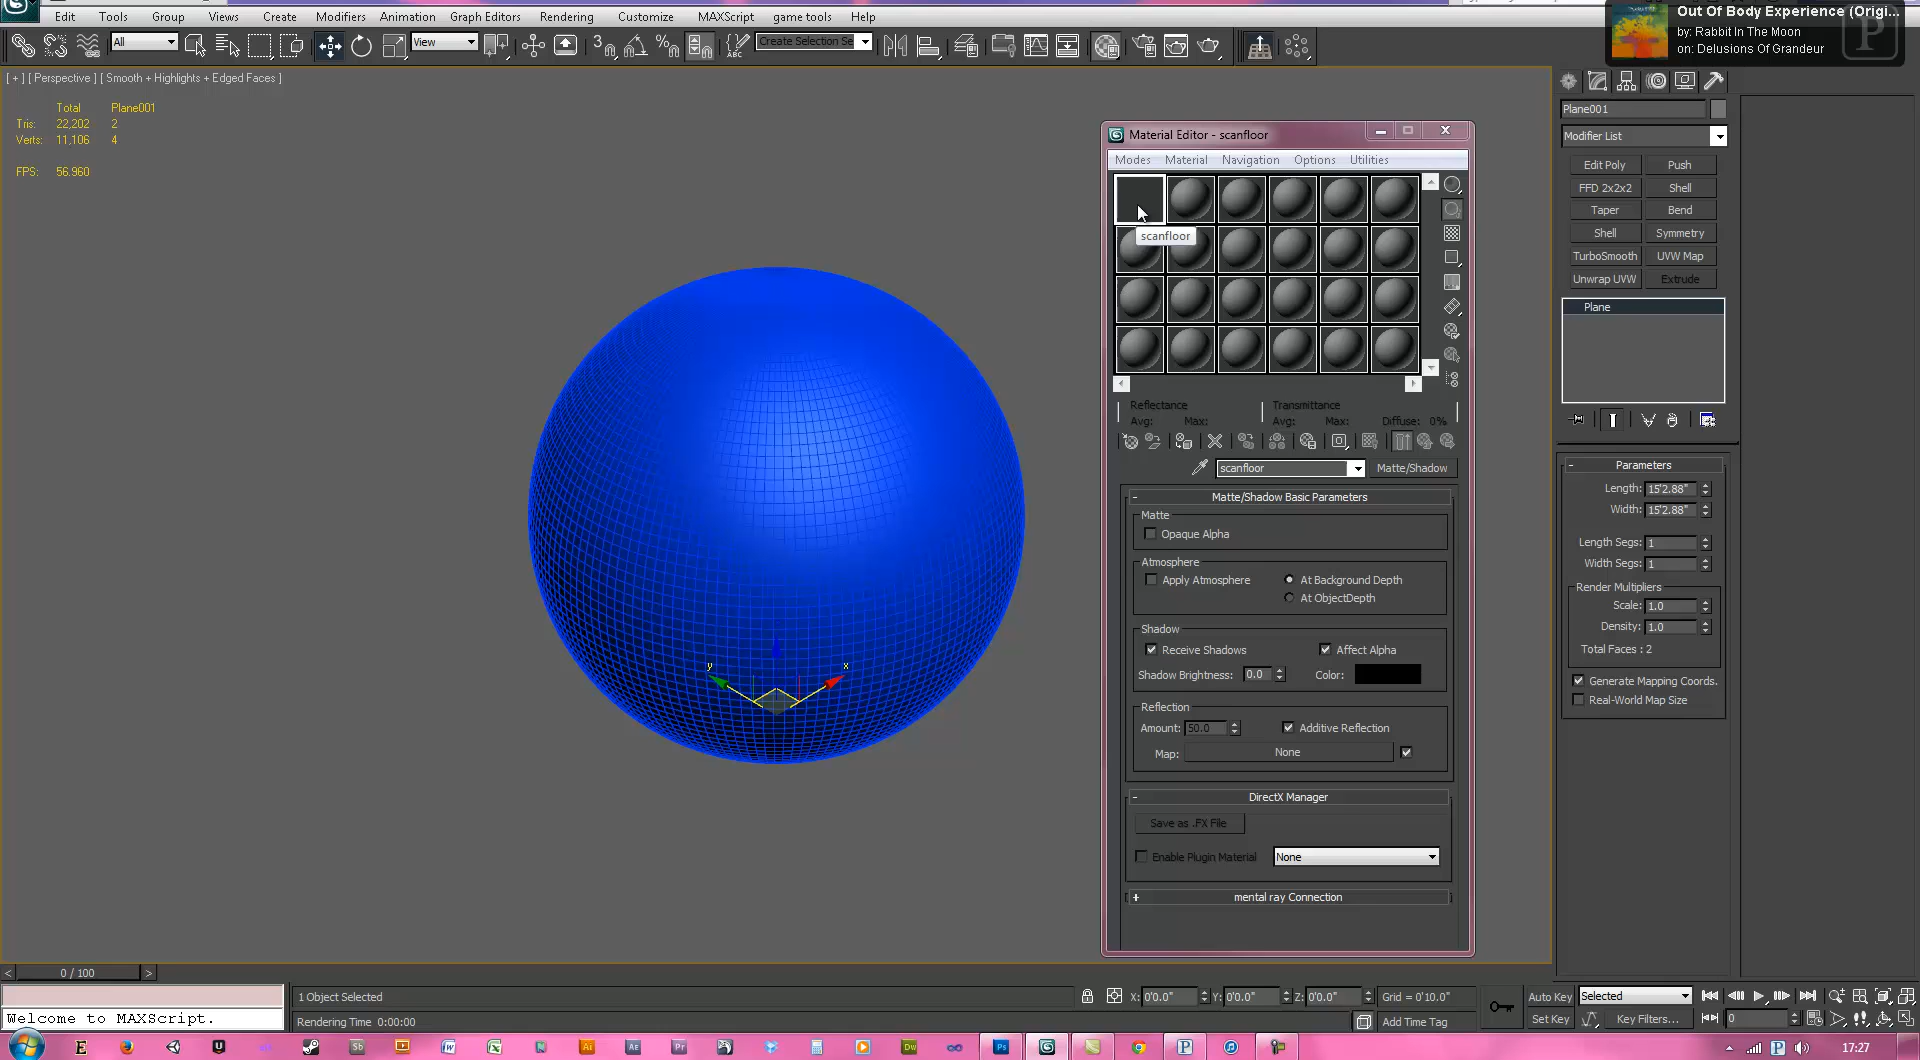 Edit Tools Group Views Create Modifiers Animation Graph Editors Rendering Customize MAXScript game tools Help
Out Of Body Experience (Origi...
by: Rabbit In The Moon
on: Delusions Of Grandeur
All View Create Selection Se
[ + ] [ Perspective ] [ Smooth + Highlights + Edged Faces ]
Total Plane001
Tris: 22,202 2
Verts: 11,106 4
FPS: 56.960
y x
Material Editor - scanfloor
Modes Material Navigation Options Utilities
scanfloor
Reflectance Transmittance
Avg: Max: Avg: Max: Diffuse: 0%
scanfloor Matte/Shadow
- Matte/Shadow Basic Parameters
Matte
Opaque Alpha
Atmosphere
Apply Atmosphere At Background Depth
At ObjectDepth
Shadow
Receive Shadows Affect Alpha
Shadow Brightness: 0.0 Color:
Reflection
Amount: 50.0 Additive Reflection
Map: None
- DirectX Manager
Save as .FX File
Enable Plugin Material None
+ mental ray Connection
Plane001
Modifier List
Edit Poly Push
FFD 2x2x2 Shell
Taper Bend
Shell Symmetry
TurboSmooth UVW Map
Unwrap UVW Extrude
Plane
- Parameters
Length: 15'2.88"
Width: 15'2.88"
Length Segs: 1
Width Segs: 1
Render Multipliers
Scale: 1.0
Density: 1.0
Total Faces : 2
Generate Mapping Coords.
Real-World Map Size
< 0 / 100 >
1 Object Selected X: 0'0.0" Y: 0'0.0" Z: 0'0.0" Grid = 0'10.0" Auto Key Selected
Welcome to MAXScript. Rendering Time 0:00:00 Add Time Tag Set Key Key Filters... 0
17:27